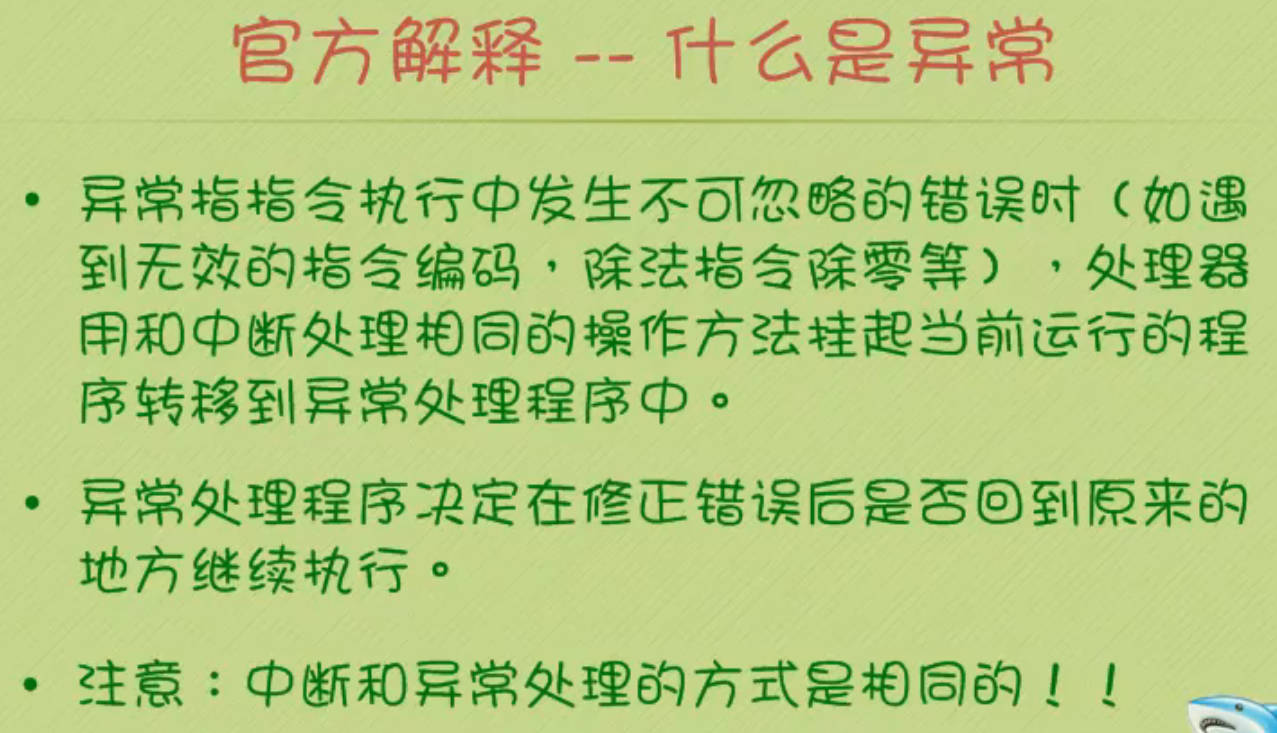 官方解释 -- 什么是异常
• 异常指指令执行中发生不可忽略的错误时（如遇
到无效的指令编码，除法指令除零等），处理器
用和中断处理相同的操作方法挂起当前运行的程
序转移到异常处理程序中。
• 异常处理程序决定在修正错误后是否回到原来的
地方继续执行。
• 注意：中断和异常处理的方式是相同的！！